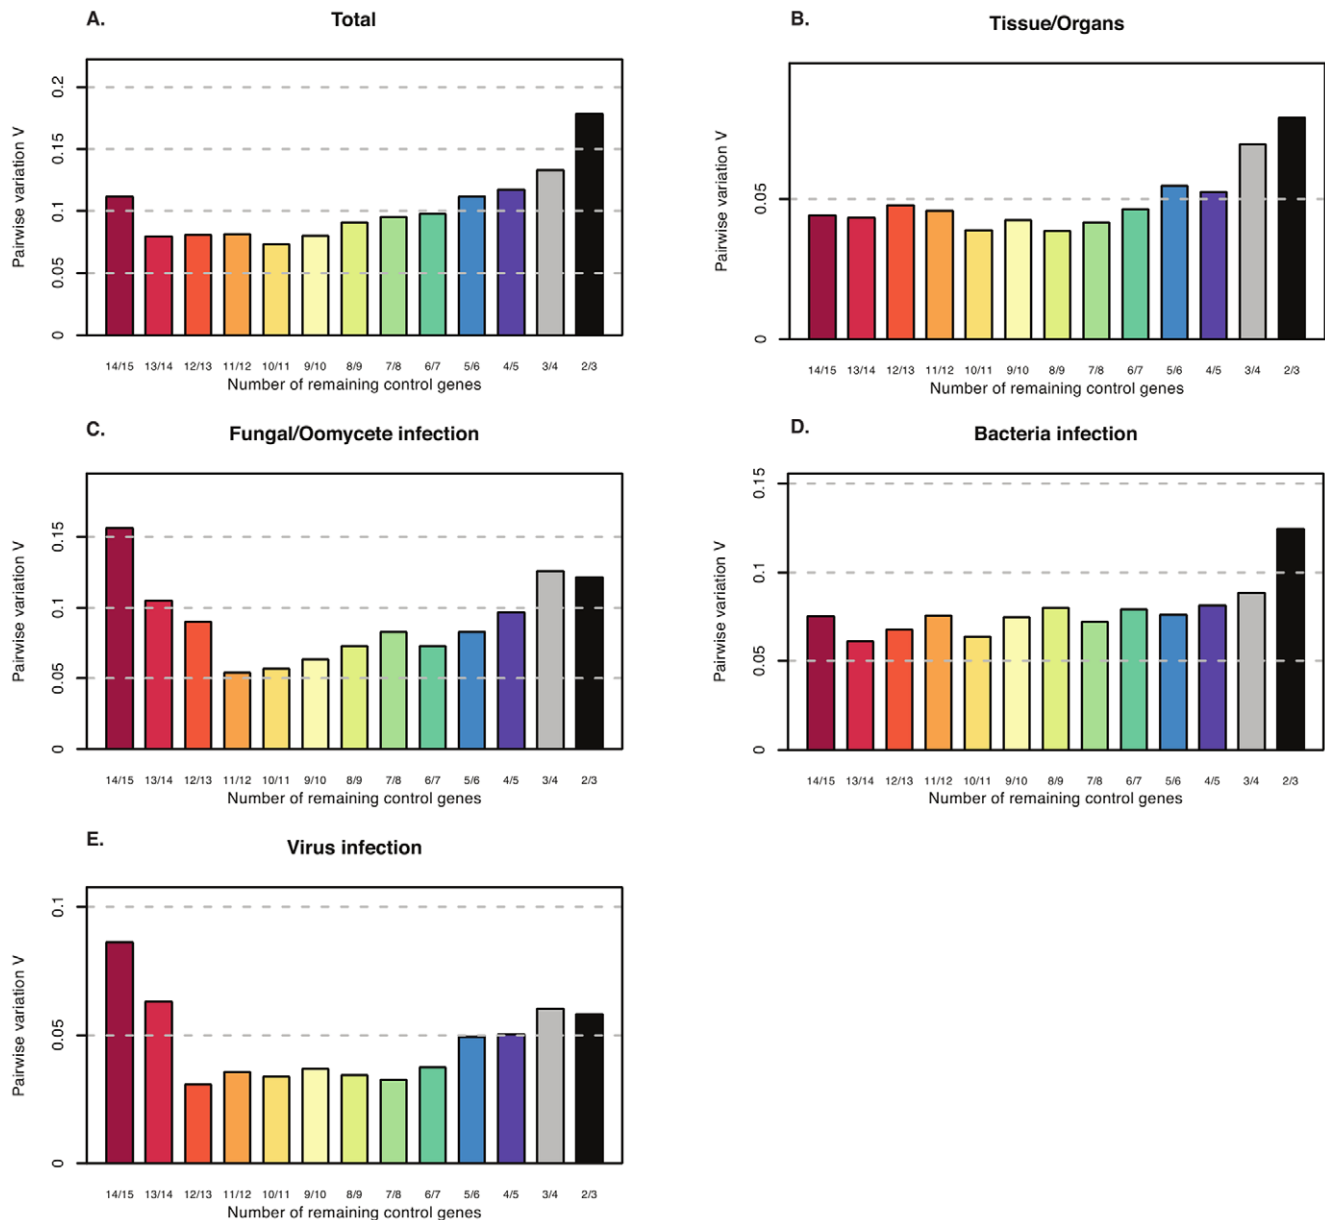 A.
Total
Pairwise variation V
0.2
0.15
0.1
0.05
0
14/15 13/14 12/13 11/12 10/11 9/10 8/9 7/8 6/7 5/6 4/5 3/4 2/3
Number of remaining control genes
B.
Tissue/Organs
Pairwise variation V
0.05
0
14/15 13/14 12/13 11/12 10/11 9/10 8/9 7/8 6/7 5/6 4/5 3/4 2/3
Number of remaining control genes
C.
Fungal/Oomycete infection
Pairwise variation V
0.15
0.1
0.05
0
14/15 13/14 12/13 11/12 10/11 9/10 8/9 7/8 6/7 5/6 4/5 3/4 2/3
Number of remaining control genes
D.
Bacteria infection
Pairwise variation V
0.15
0.1
0.05
0
14/15 13/14 12/13 11/12 10/11 9/10 8/9 7/8 6/7 5/6 4/5 3/4 2/3
Number of remaining control genes
E.
Virus infection
Pairwise variation V
0.1
0.05
0
14/15 13/14 12/13 11/12 10/11 9/10 8/9 7/8 6/7 5/6 4/5 3/4 2/3
Number of remaining control genes